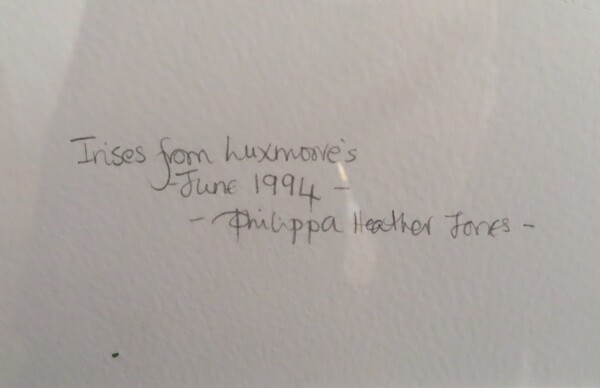 Irises from Luxmoore's
- June 1994 -
- Philippa Heather Jones -